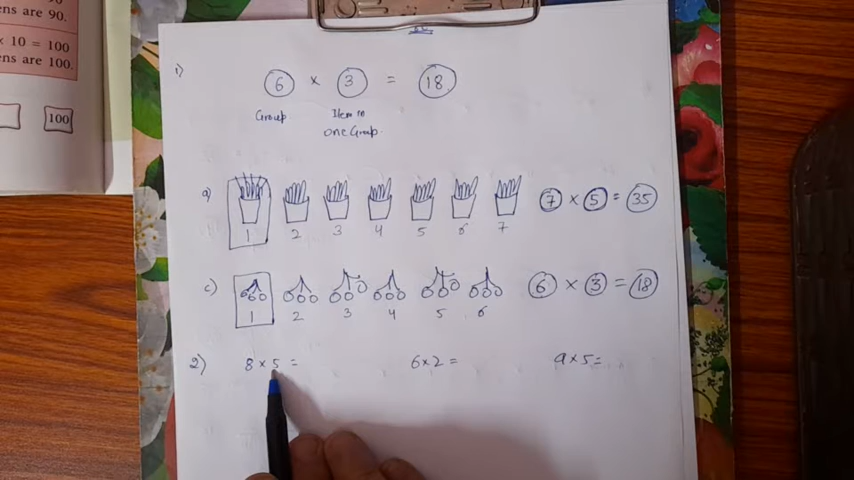 ens are 90.
x 10 = 100
ens are 100.
100
1) 6 x 3 = 18
Group Item in
one Group.
a) 7 x 5 = 35
1 2 3 4 5 6 7
c) 6 x 3 = 18
1 2 3 4 5 6
2) 8 x 5 = 6 x 2 = 9 x 5 =